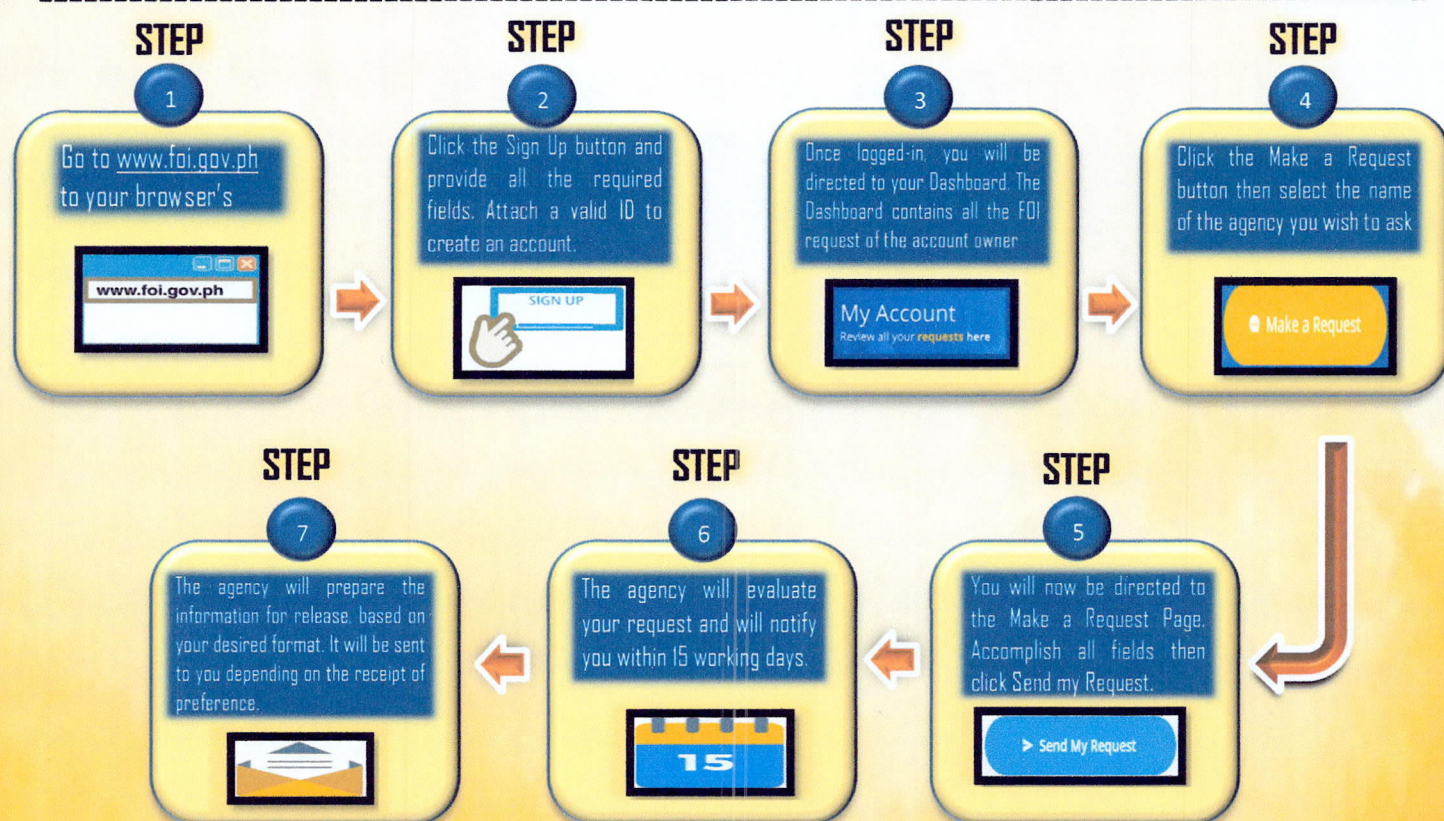 STEP
1
Go to www.foi.gov.ph
to your browser's
www.foi.gov.ph
STEP
2
Click the Sign Up button and
provide all the required
fields. Attach a valid ID to
create an account.
SIGN UP
STEP
3
Once logged-in, you will be
directed to your Dashboard. The
Dashboard contains all the FOI
request of the account owner
My Account
Review all your requests here
STEP
4
Click the Make a Request
button then select the name
of the agency you wish to ask
Make a Request
STEP
5
You will now be directed to
the Make a Request Page.
Accomplish all fields then
click Send my Request.
> Send My Request
STEP
6
The agency will evaluate
your request and will notify
you within 15 working days.
15
STEP
7
The agency will prepare the
information for release, based on
your desired format. It will be sent
to you depending on the receipt of
preference.